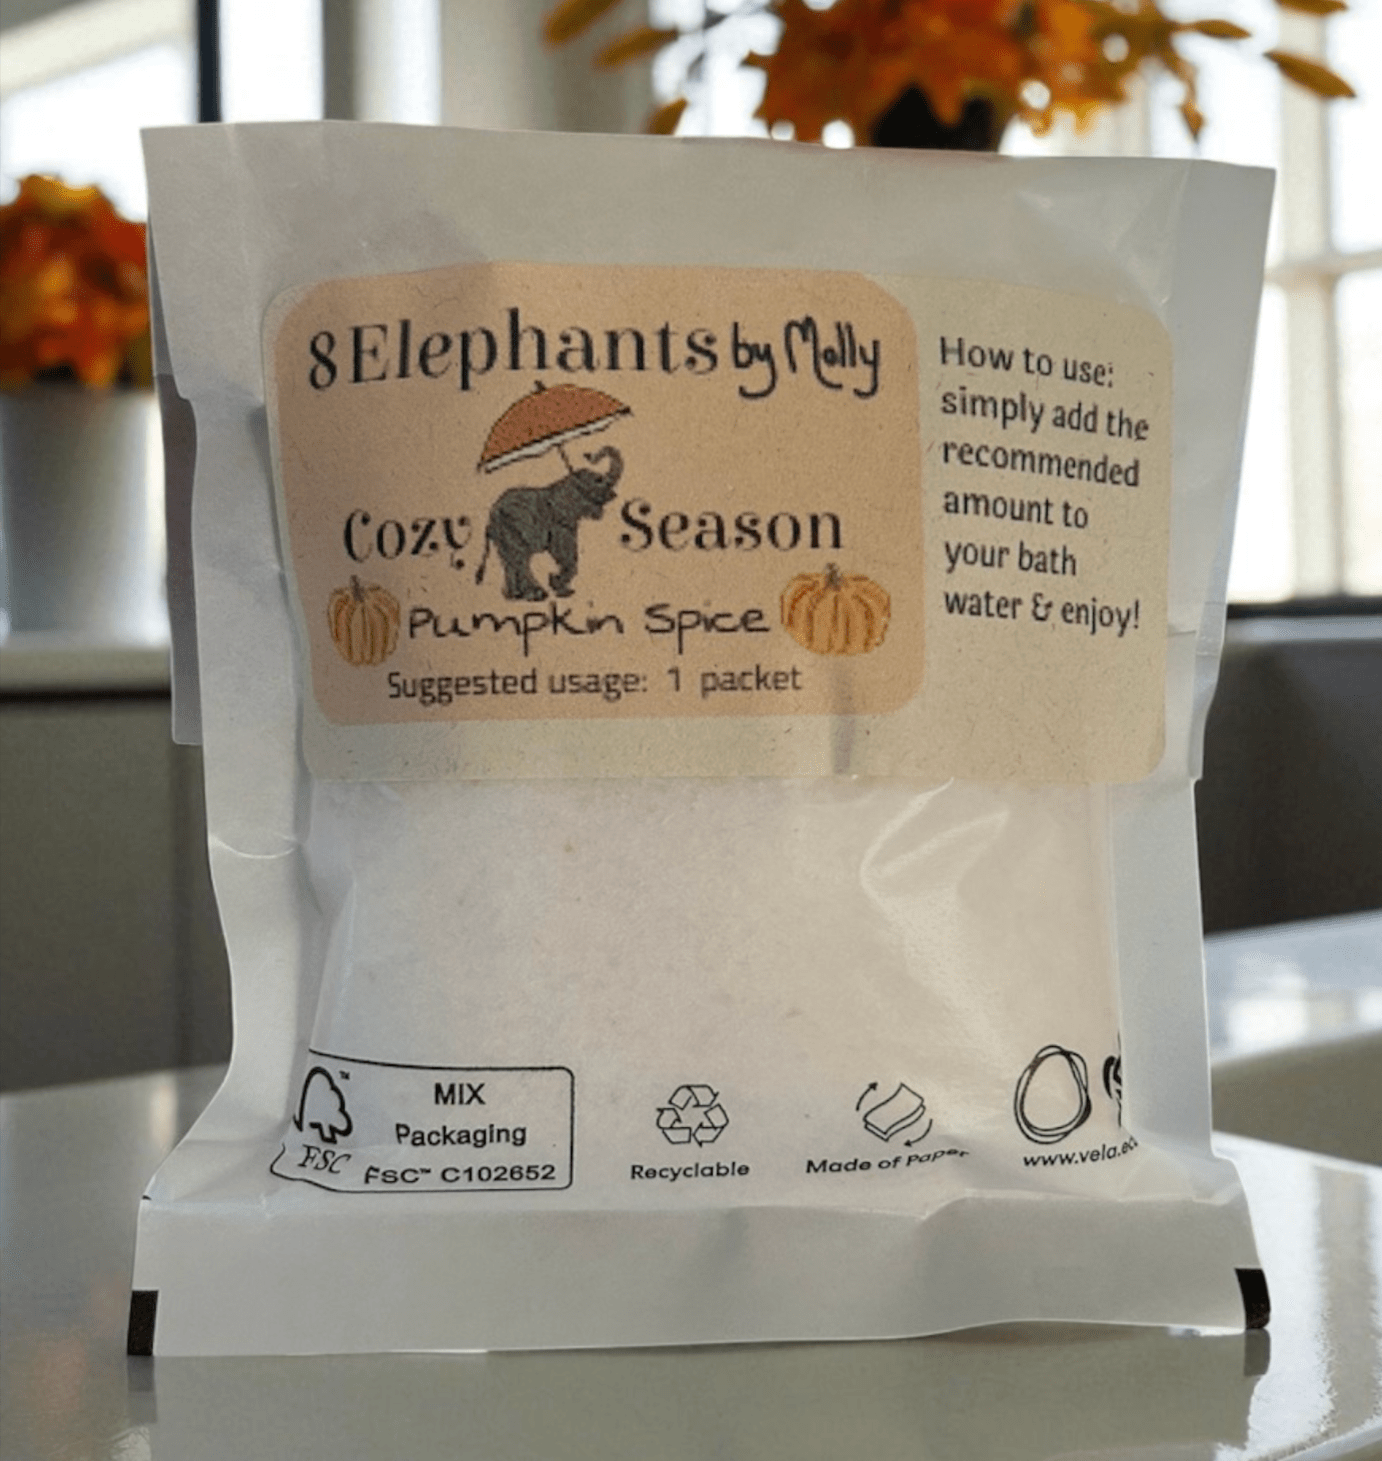 8Elephants by Molly
Cozy Season
Pumpkin Spice
Suggested usage: 1 packet
How to use:
simply add the
recommended
amount to
your bath
water & enjoy!
FSC
MIX
Packaging
FSC™ C102652
Recyclable
Made of Paper